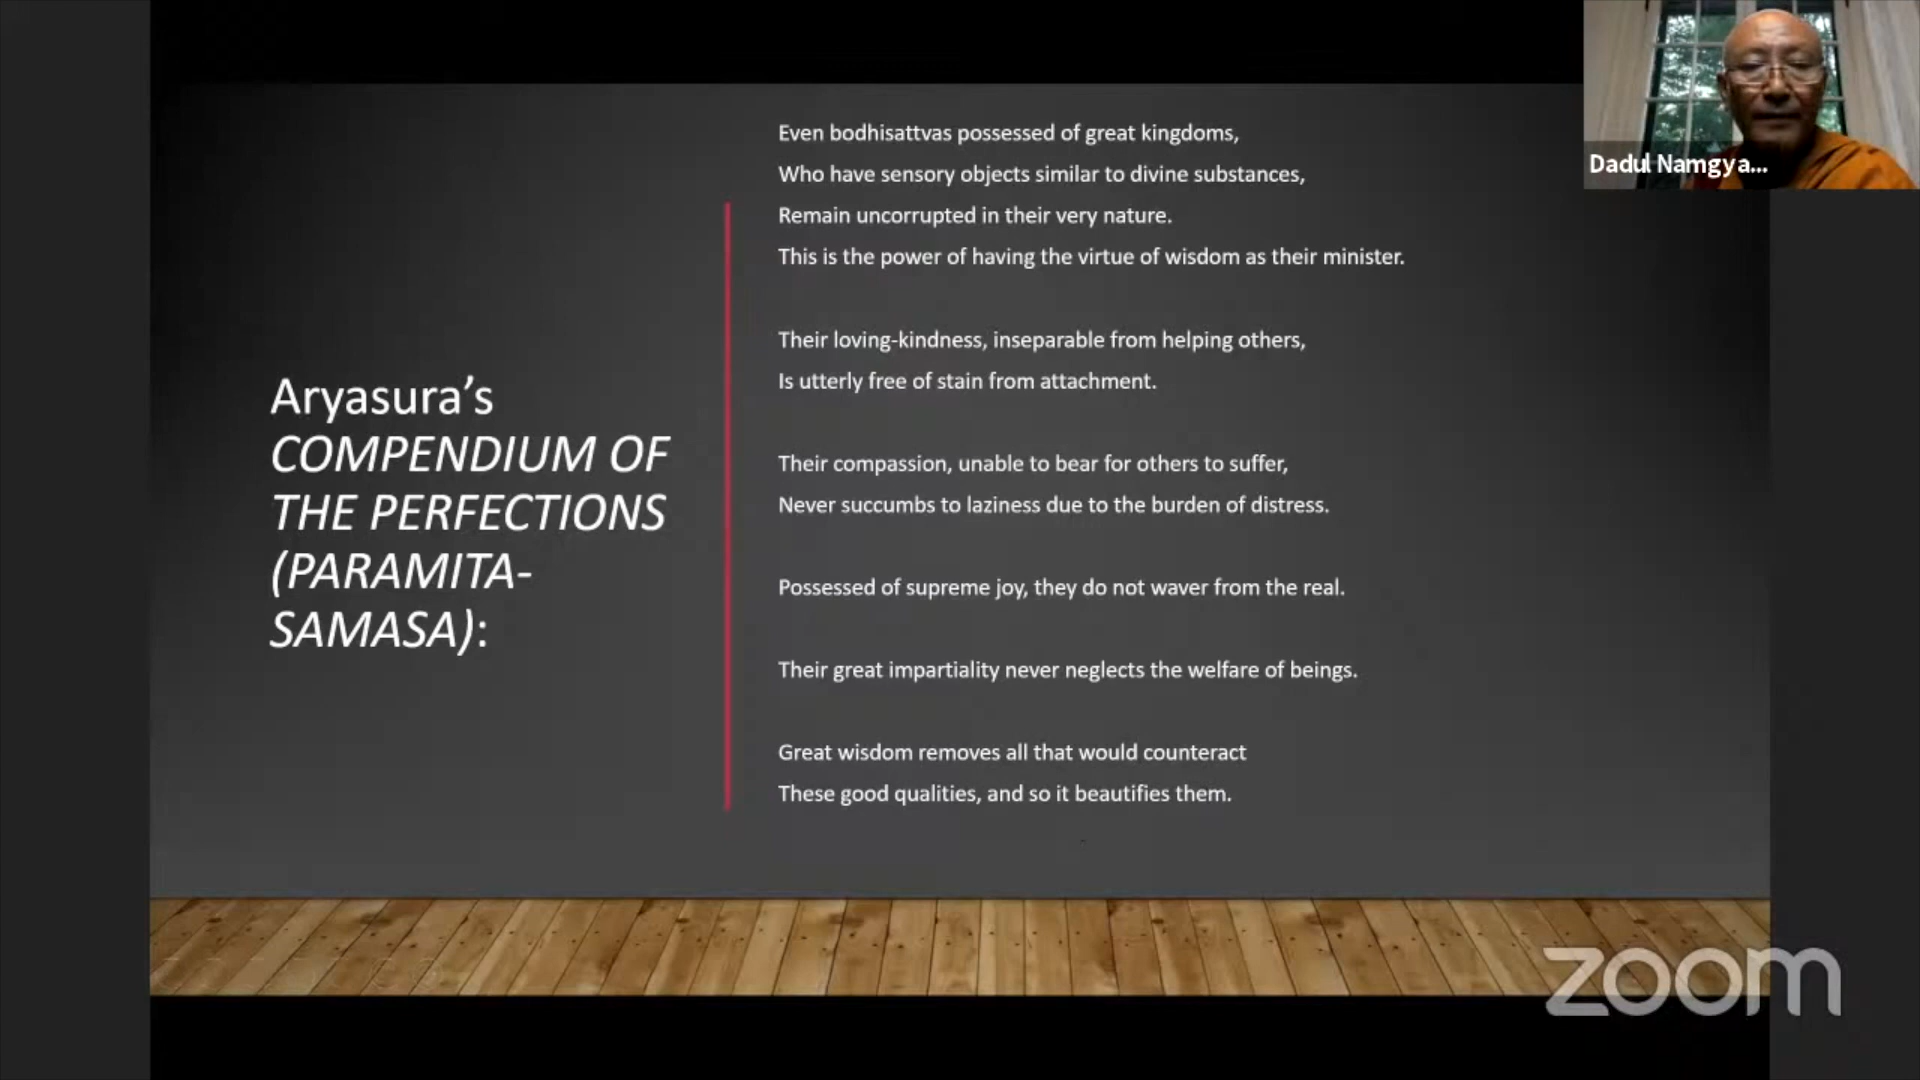 Aryasura's
COMPENDIUM OF
THE PERFECTIONS
(PARAMITA-
SAMASA):
Even bodhisattvas possessed of great kingdoms,
Who have sensory objects similar to divine substances,
Remain uncorrupted in their very nature.
This is the power of having the virtue of wisdom as their minister.
Their loving-kindness, inseparable from helping others,
Is utterly free of stain from attachment.
Their compassion, unable to bear for others to suffer,
Never succumbs to laziness due to the burden of distress.
Possessed of supreme joy, they do not waver from the real.
Their great impartiality never neglects the welfare of beings.
Great wisdom removes all that would counteract
These good qualities, and so it beautifies them.
Dadul Namgya...
zoom